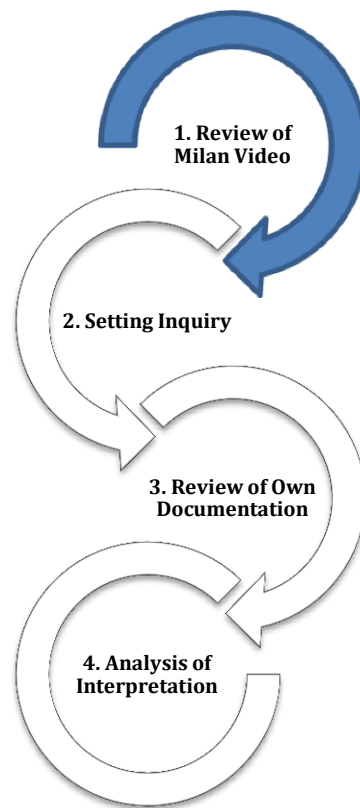 1. Review of
Milan Video
2. Setting Inquiry
3. Review of Own
Documentation
4. Analysis of
Interpretation